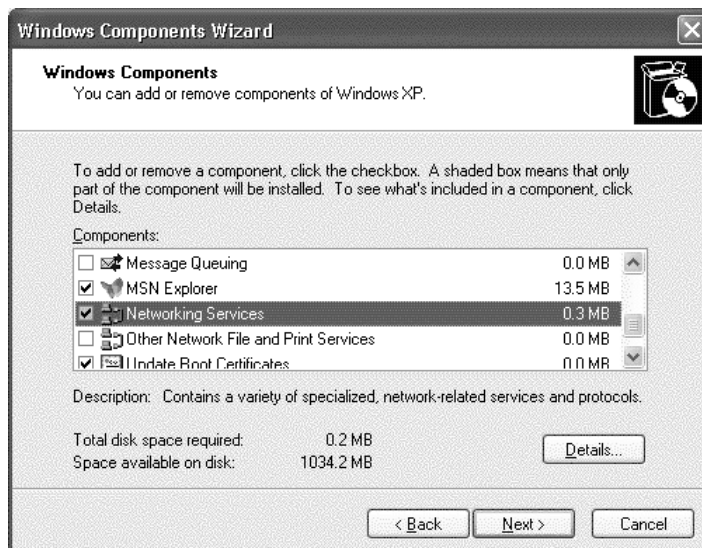 Windows Components Wizard
Windows Components
You can add or remove components of Windows XP.
To add or remove a component, click the checkbox. A shaded box means that only
part of the component will be installed. To see what's included in a component, click
Details.
Components:
Message Queuing 0.0 MB
MSN Explorer 13.5 MB
Networking Services 0.3 MB
Other Network File and Print Services 0.0 MB
Update Root Certificates 0.0 MB
Description: Contains a variety of specialized, network-related services and protocols.
Total disk space required: 0.2 MB
Space available on disk: 1034.2 MB
Details...
< Back Next > Cancel